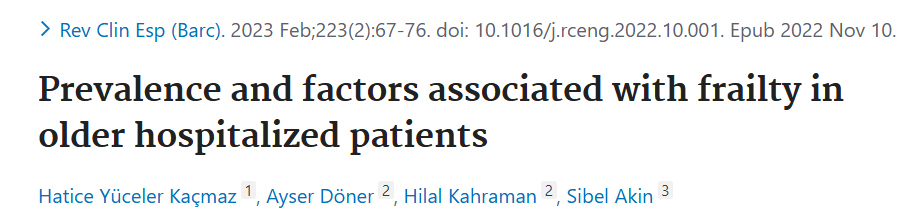 Rev Clin Esp (Barc). 2023 Feb;223(2):67-76. doi: 10.1016/j.rceng.2022.10.001. Epub 2022 Nov 10.
Prevalence and factors associated with frailty in
older hospitalized patients
Hatice Yüceler Kaçmaz 1, Ayser Döner 2, Hilal Kahraman 2, Sibel Akin 3